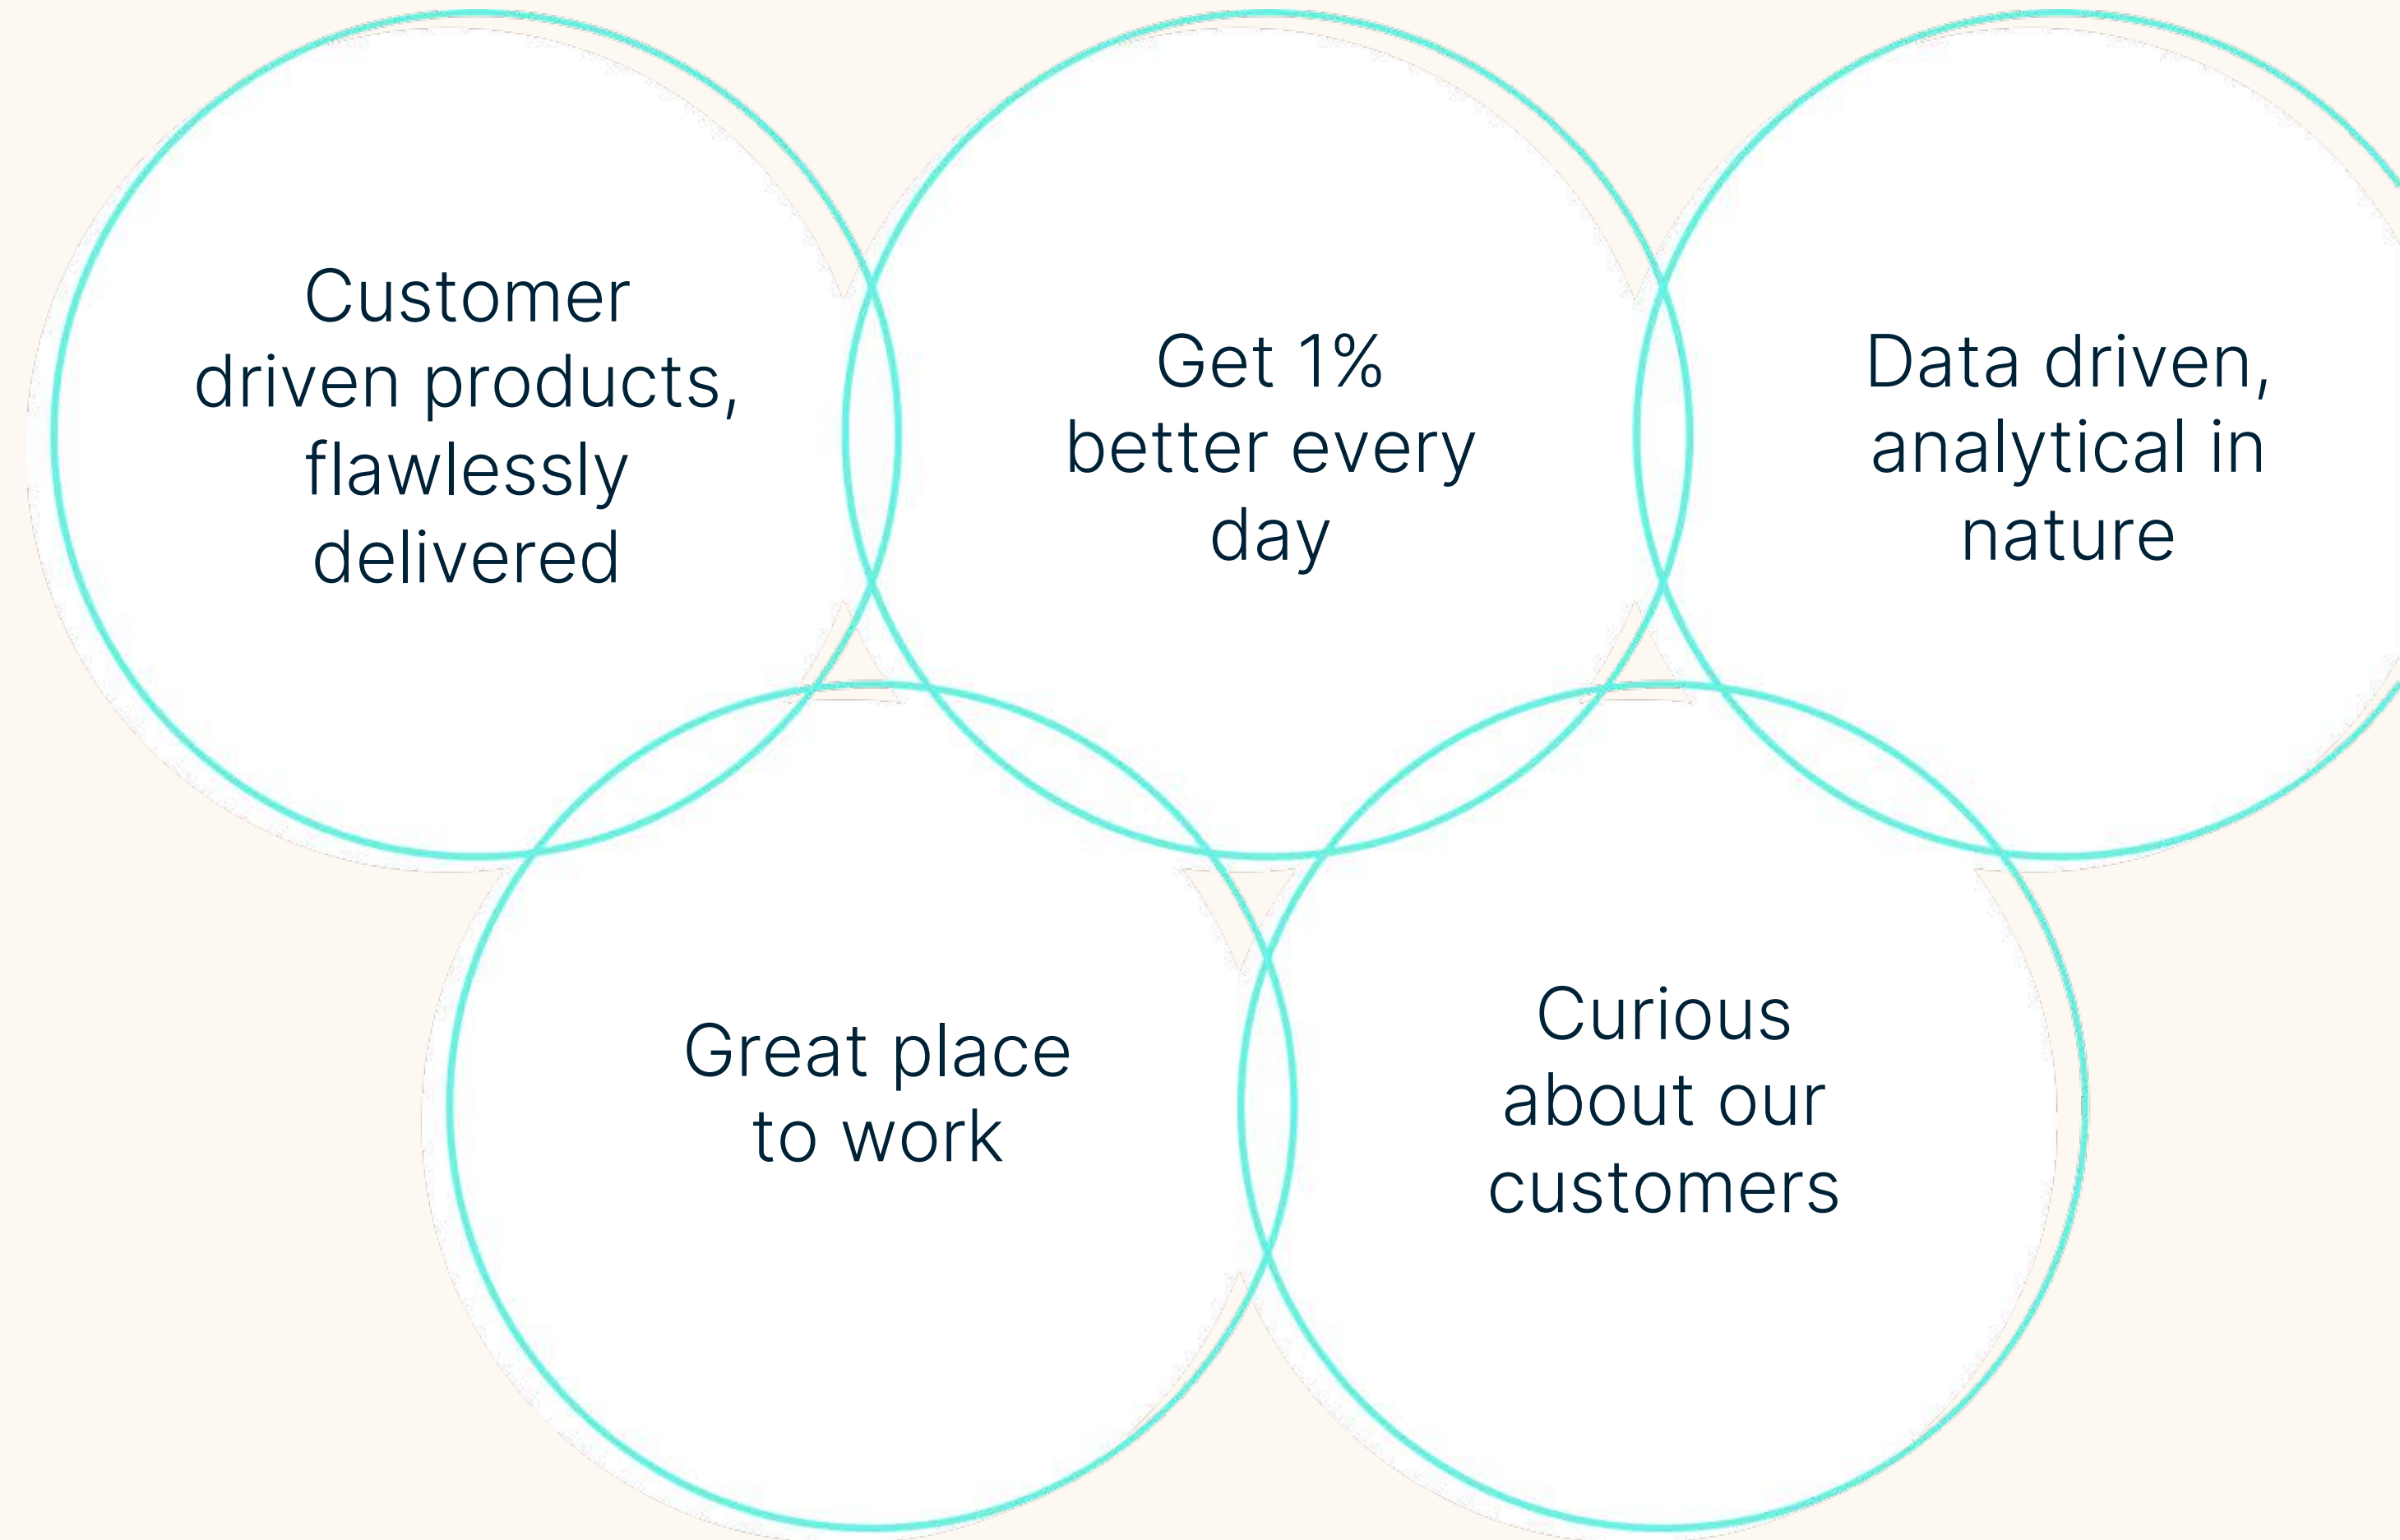 Customer
driven products,
flawlessly
delivered
Get 1%
better every
day
Data driven,
analytical in
nature
Great place
to work
Curious
about our
customers